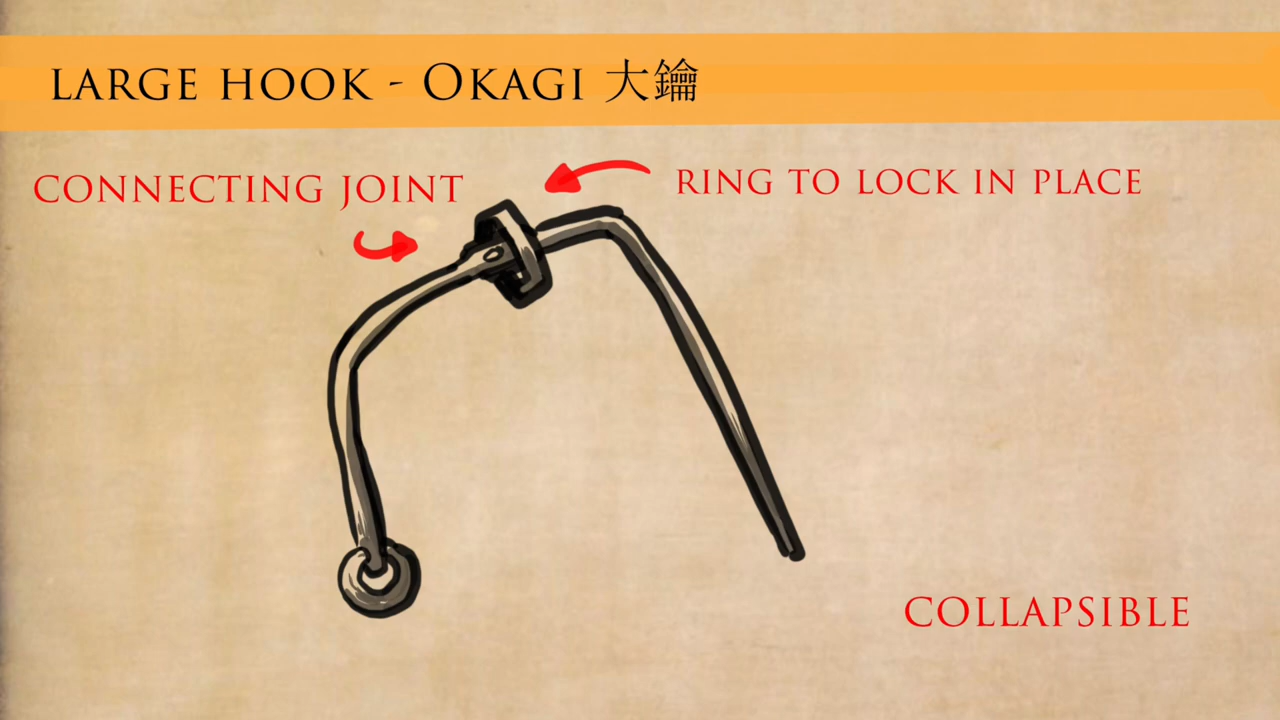 LARGE HOOK - OKAGI 大鑰
CONNECTING JOINT
RING TO LOCK IN PLACE
COLLAPSIBLE